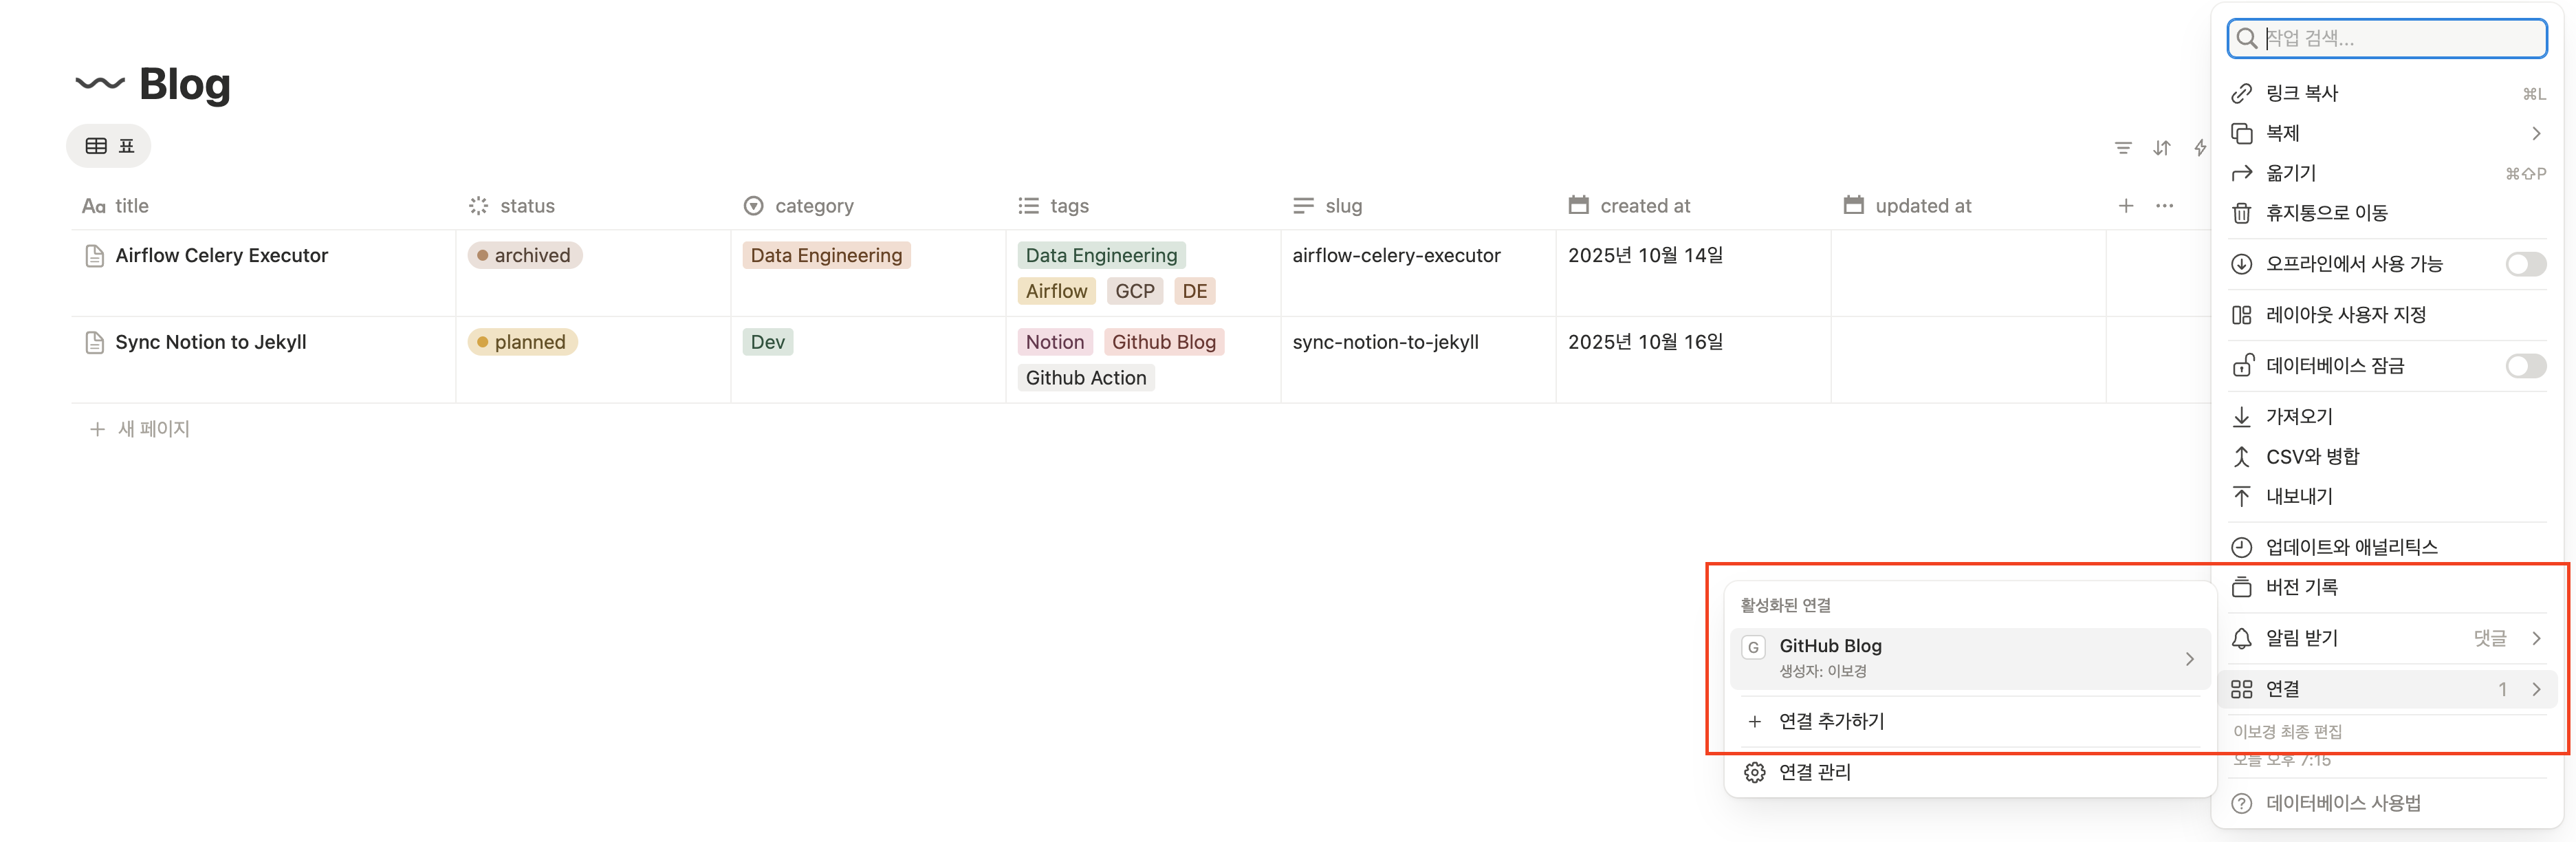 Blog
표
Aa title
status
category
tags
slug
created at
updated at
Airflow Celery Executor
archived
Data Engineering
Data Engineering
Airflow GCP DE
airflow-celery-executor
2025년 10월 14일
Sync Notion to Jekyll
planned
Dev
Notion Github Blog
Github Action
sync-notion-to-jekyll
2025년 10월 16일
새 페이지
작업 검색...
링크 복사 ⌘L
복제
옮기기 ⌘⇧P
휴지통으로 이동
오프라인에서 사용 가능
레이아웃 사용자 지정
데이터베이스 잠금
가져오기
CSV와 병합
내보내기
업데이트와 애널리틱스
버전 기록
알림 받기 댓글
연결 1
이보경 최종 편집
오늘 오후 7:15
데이터베이스 사용법
활성화된 연결
G GitHub Blog
생성자: 이보경
연결 추가하기
연결 관리